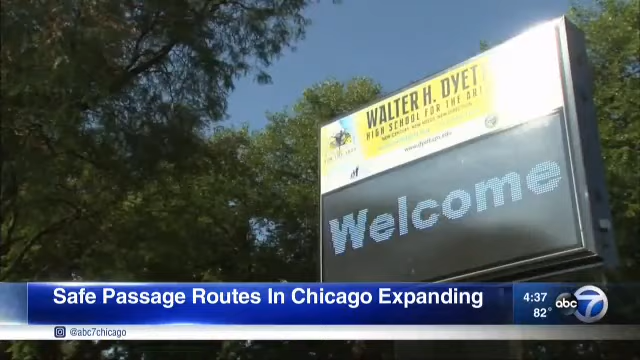 WALTER H. DYETT
HIGH SCHOOL FOR THE ARTS
Welcome
Safe Passage Routes In Chicago Expanding
4:37
82°
abc 7
@abc7chicago